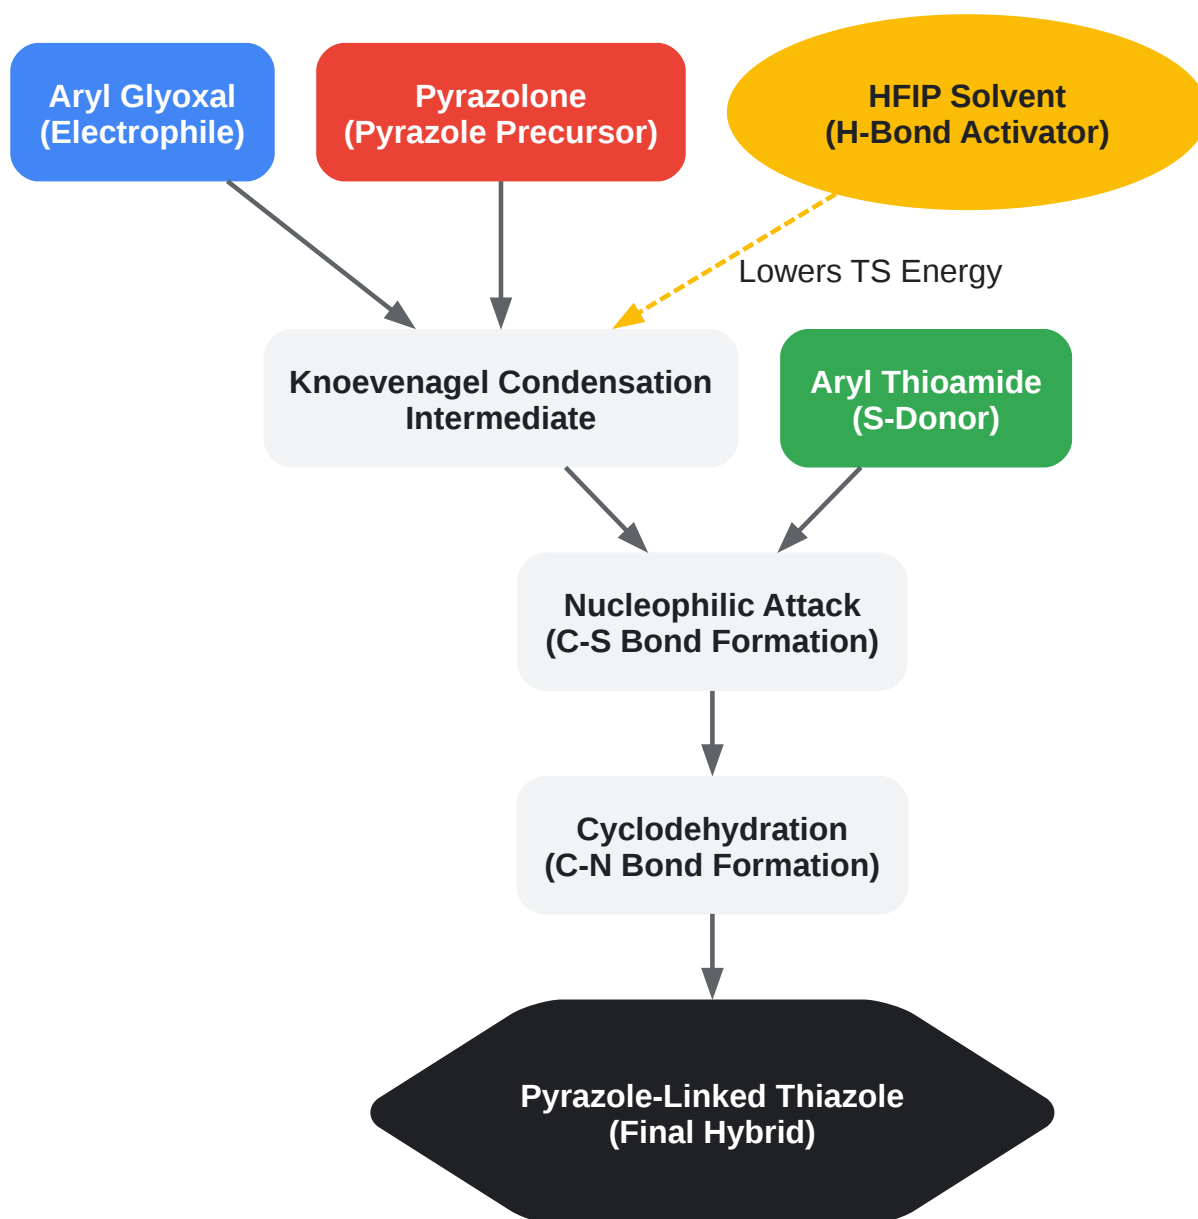 Aryl Glyoxal
(Electrophile)
Pyrazolone
(Pyrazole Precursor)
HFIP Solvent
(H-Bond Activator)
Lowers TS Energy
Knoevenagel Condensation
Intermediate
Aryl Thioamide
(S-Donor)
Nucleophilic Attack
(C-S Bond Formation)
Cyclodehydration
(C-N Bond Formation)
Pyrazole-Linked Thiazole
(Final Hybrid)